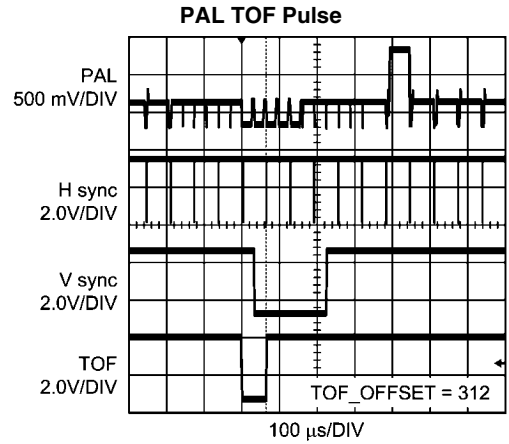 PAL TOF Pulse
PAL
500 mV/DIV
H sync
2.0V/DIV
V sync
2.0V/DIV
TOF
2.0V/DIV
TOF_OFFSET = 312
100 μs/DIV